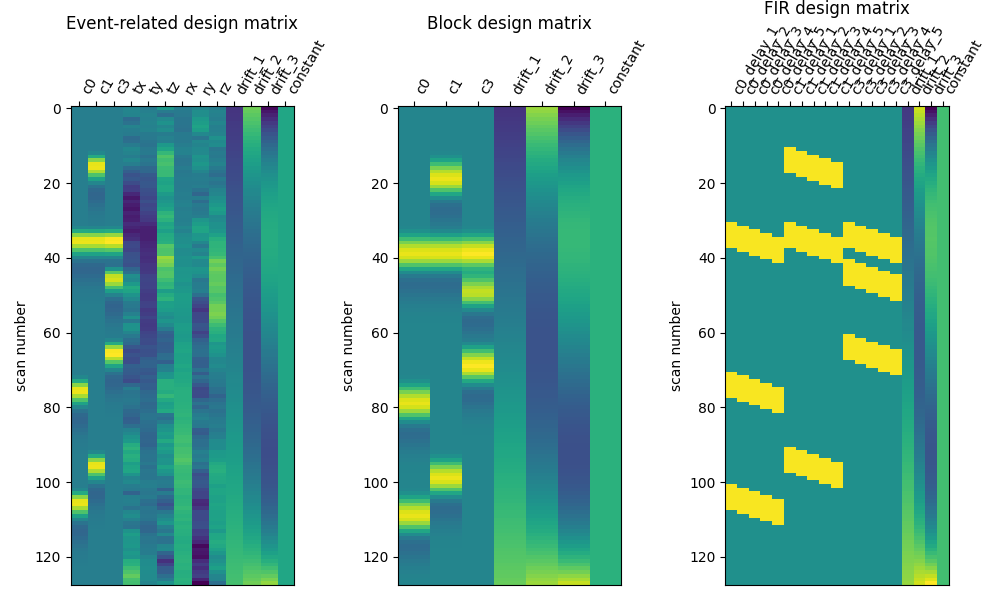 Event-related design matrix
c0
c1
c3
tx
ty
tz
rx
ry
rz
drift_1
drift_2
drift_3
constant
scan number
0
20
40
60
80
100
120
Block design matrix
c0
c1
c3
drift_1
drift_2
drift_3
constant
scan number
0
20
40
60
80
100
120
FIR design matrix
c0_delay_1
c0_delay_2
c0_delay_3
c0_delay_4
c0_delay_5
c1_delay_1
c1_delay_2
c1_delay_3
c1_delay_4
c1_delay_5
c3_delay_1
c3_delay_2
c3_delay_3
c3_delay_4
c3_delay_5
drift_1
drift_2
drift_3
constant
scan number
0
20
40
60
80
100
120